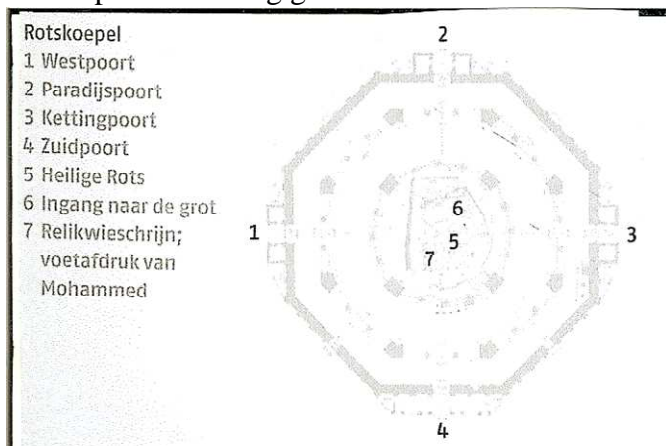 Rotskoepel
1 Westpoort
2 Paradijspoort
3 Kettingpoort
4 Zuidpoort
5 Heilige Rots
6 Ingang naar de grot
7 Relikwieschrijn;
voetafdruk van
Mohammed
2
6
1
5
3
7
4